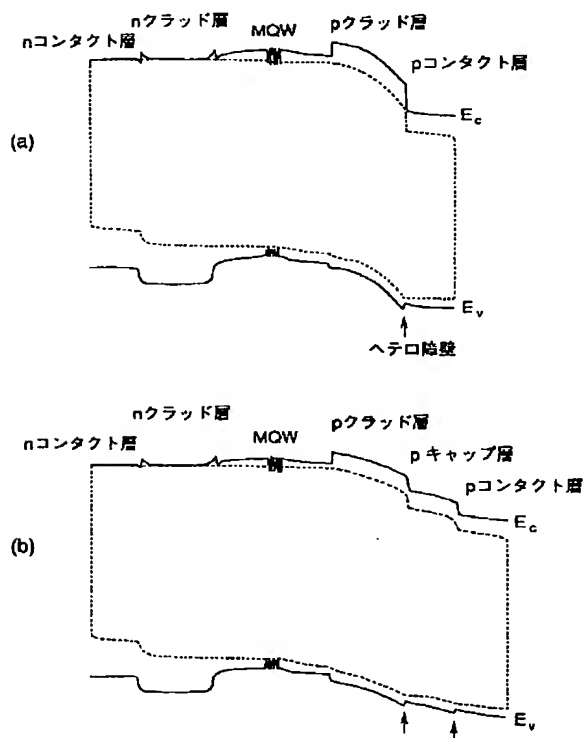 nクラッド層
MQW
pクラッド層
nコンタクト層
pコンタクト層
Ec
(a)
Ev
ヘテロ障壁
nクラッド層
pクラッド層
MQW
nコンタクト層
pキャップ層
pコンタクト層
Ec
(b)
Ev